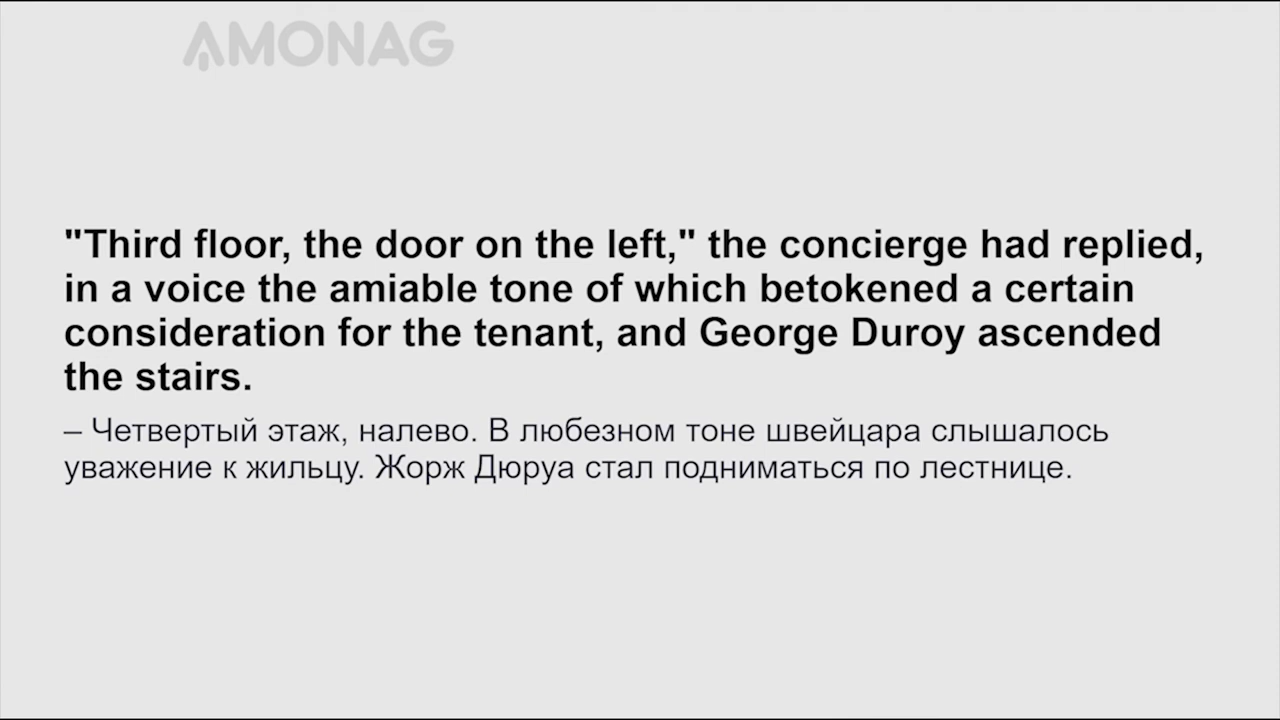 AMONAG
"Third floor, the door on the left," the concierge had replied,
in a voice the amiable tone of which betokened a certain
consideration for the tenant, and George Duroy ascended
the stairs.
– Четвертый этаж, налево. В любезном тоне швейцара слышалось
уважение к жильцу. Жорж Дюруа стал подниматься по лестнице.